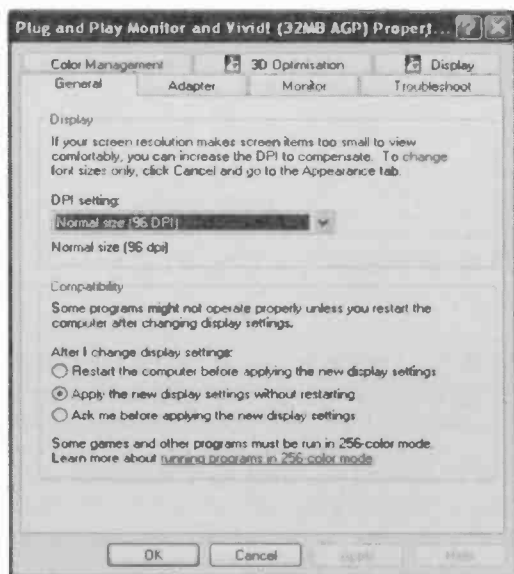 Plug and Play Monitor and Vivid! (32MB AGP) Propert...
Color Management 3D Optimisation Display
General Adapter Monitor Troubleshoot
Display
If your screen resolution makes screen items too small to view
comfortably, you can increase the DPI to compensate. To change
font sizes only, click Cancel and go to the Appearance tab.
DPI setting:
Normal size (96 DPI)
Normal size (96 dpi)
Compatibility
Some programs might not operate properly unless you restart the
computer after changing display settings.
After I change display settings:
Restart the computer before applying the new display settings
Apply the new display settings without restarting
Ask me before applying the new display settings
Some games and other programs must be run in 256-color mode.
Learn more about running programs in 256-color mode.
OK Cancel Apply Help